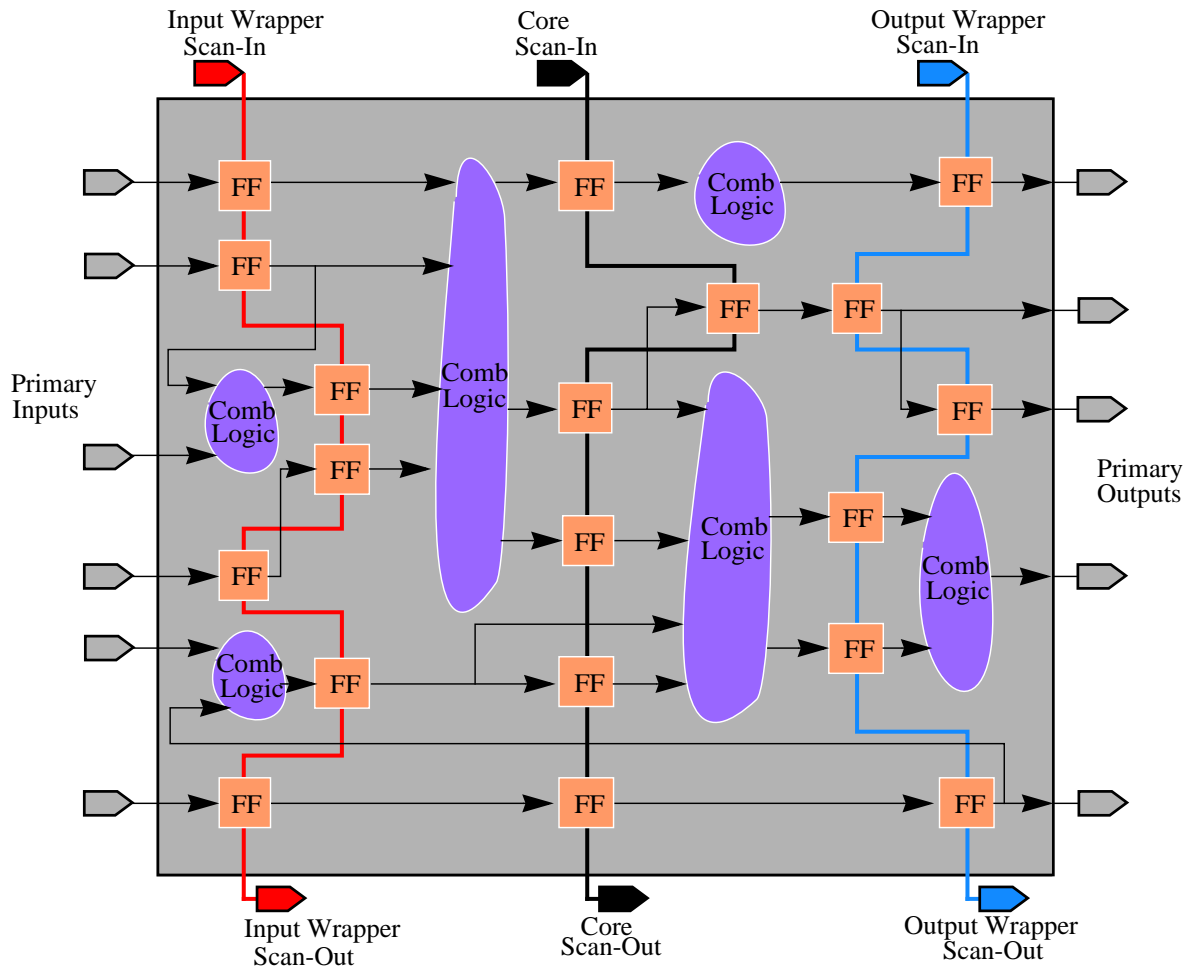 Input Wrapper
Scan-In
Core
Scan-In
Output Wrapper
Scan-In
FF
FF
Comb
Logic
FF
FF
FF
FF
Primary
Inputs
Comb
Logic
FF
Comb
Logic
FF
FF
FF
Primary
Outputs
FF
Comb
Logic
FF
FF
Comb
Logic
FF
Comb
Logic
FF
Comb
Logic
FF
FF
FF
FF
FF
Input Wrapper
Scan-Out
Core
Scan-Out
Output Wrapper
Scan-Out